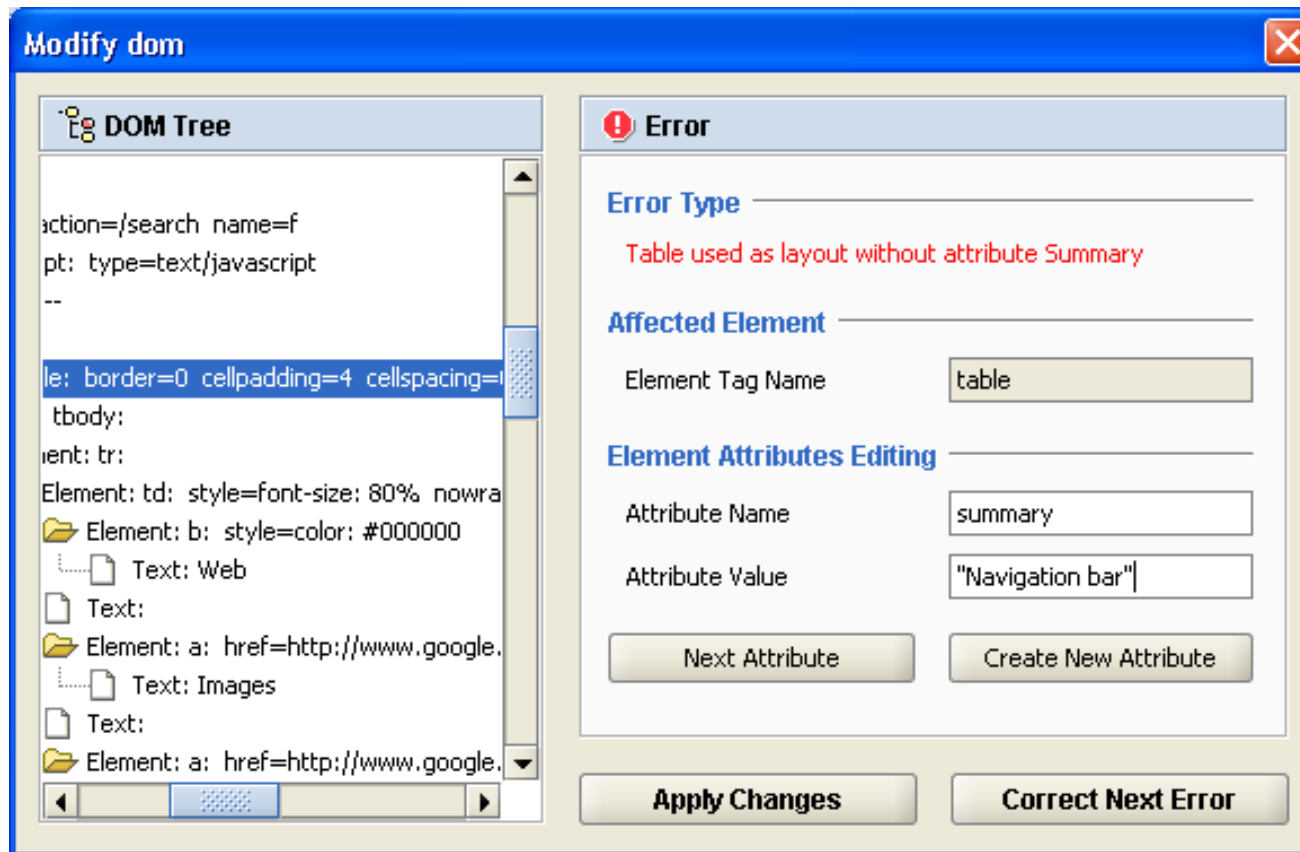 Modify dom
DOM Tree
action=/search name=f
pt: type=text/javascript
--
le: border=0 cellpadding=4 cellspacing=
tbody:
ent: tr:
Element: td: style=font-size: 80% nowra
Element: b: style=color: #000000
Text: Web
Text:
Element: a: href=http://www.google.
Text: Images
Text:
Element: a: href=http://www.google.
Error
Error Type
Table used as layout without attribute Summary
Affected Element
Element Tag Name table
Element Attributes Editing
Attribute Name summary
Attribute Value "Navigation bar"
Next Attribute Create New Attribute
Apply Changes Correct Next Error